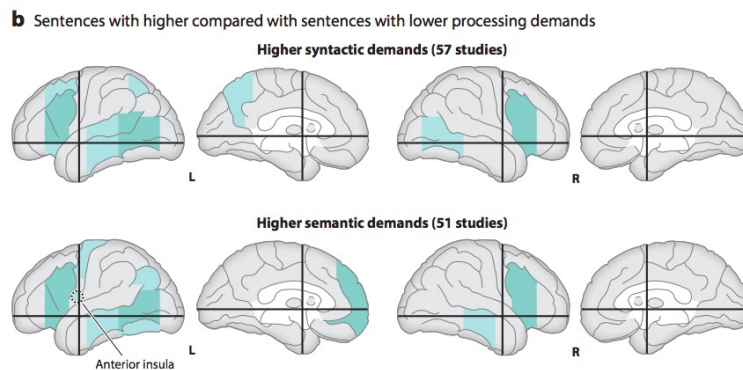 b Sentences with higher compared with sentences with lower processing demands
Higher syntactic demands (57 studies)
L
R
Higher semantic demands (51 studies)
L
R
Anterior insula